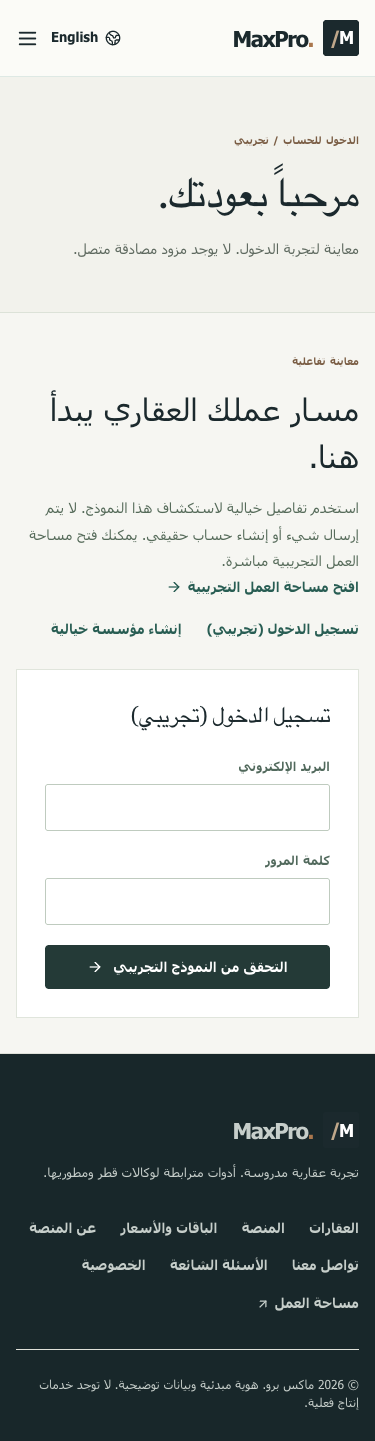 M/ MaxPro. English
الدخول للحساب / تجريبي
مرحباً بعودتك.
معاينة لتجربة الدخول. لا يوجد مزود مصادقة متصل.
معاينة تفاعلية
مسار عملك العقاري يبدأ
هنا.
استخدم تفاصيل خيالية لاستكشاف هذا النموذج. لا يتم
إرسال شيء أو إنشاء حساب حقيقي. يمكنك فتح مساحة
العمل التجريبية مباشرة.
افتح مساحة العمل التجريبية →
تسجيل الدخول (تجريبي) إنشاء مؤسسة خيالية
تسجيل الدخول (تجريبي)
البريد الإلكتروني
كلمة المرور
التحقق من النموذج التجريبي →
M/ MaxPro.
تجربة عقارية مدروسة. أدوات مترابطة لوكالات قطر ومطوريها.
العقارات المنصة الباقات والأسعار عن المنصة
تواصل معنا الأسئلة الشائعة الخصوصية
مساحة العمل ↗
© 2026 ماكس برو. هوية مبدئية وبيانات توضيحية. لا توجد خدمات
إنتاج فعلية.